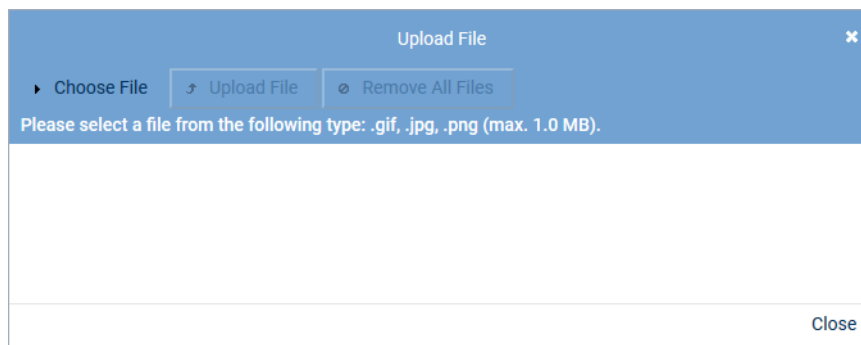 Upload File
Choose File Upload File Remove All Files
Please select a file from the following type: .gif, .jpg, .png (max. 1.0 MB).
Close